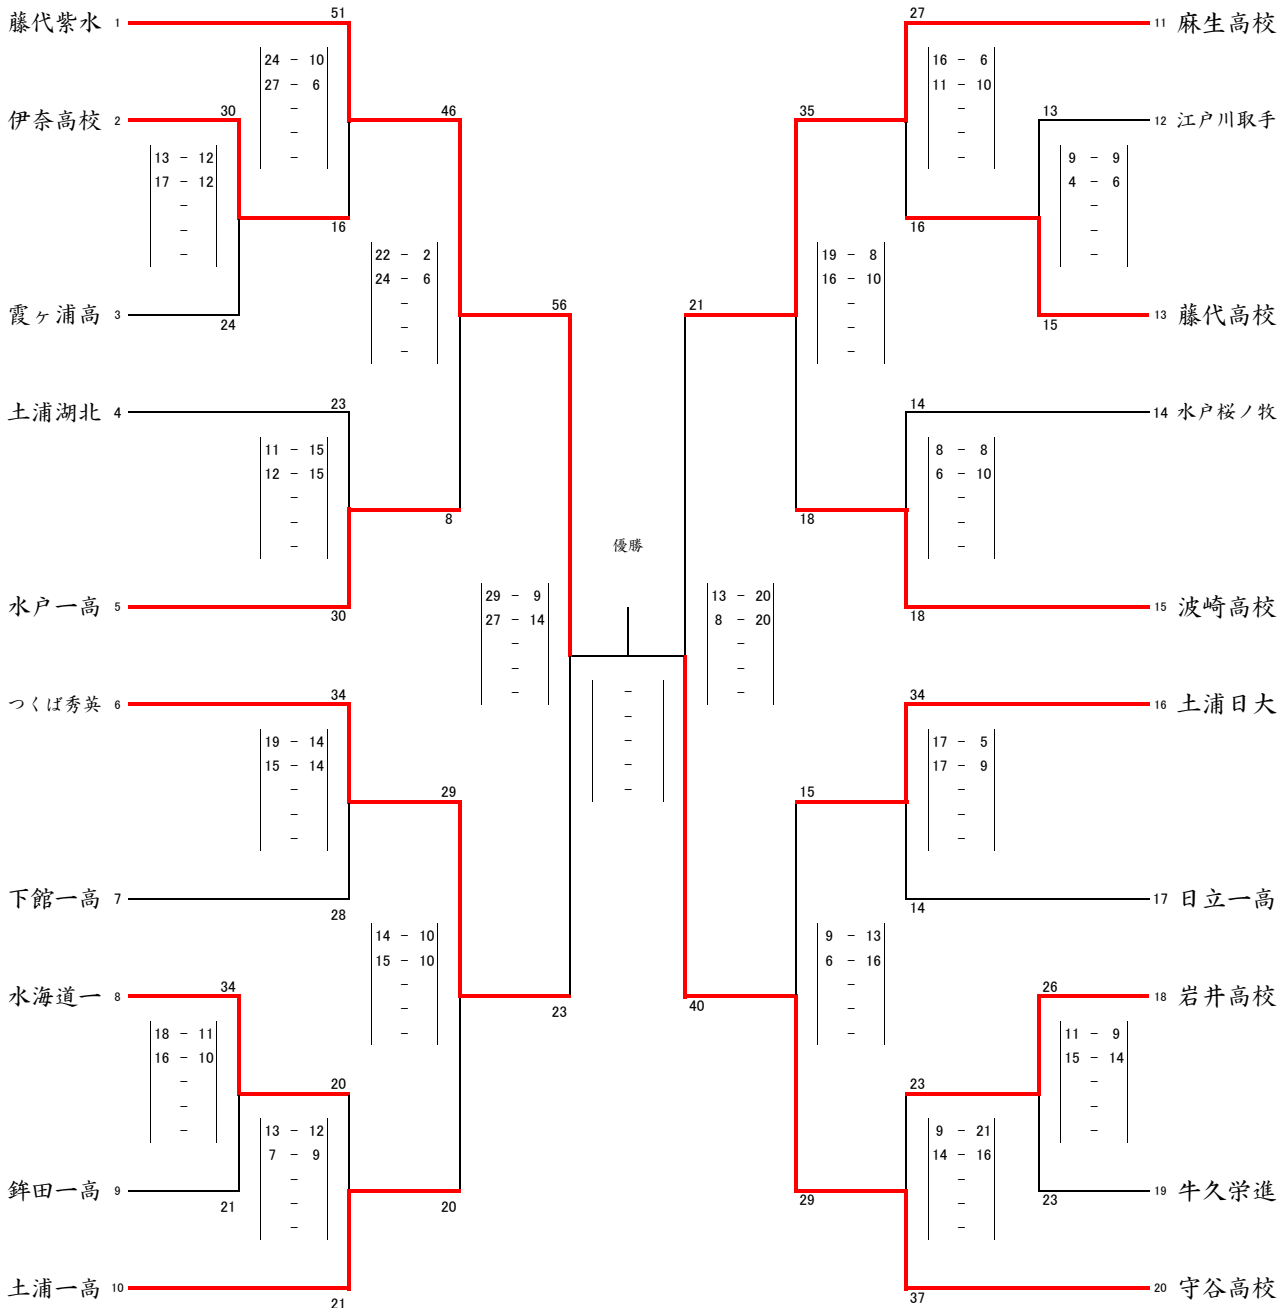 藤代紫水 1
51
24 - 10
27 - 6
-
-
-
伊奈高校 2
30
46
13 - 12
17 - 12
-
-
-
16
22 - 2
24 - 6
-
-
-
霞ヶ浦高 3
24
56
土浦湖北 4
23
11 - 15
12 - 15
-
-
-
8
水戸一高 5
30
29 - 9
27 - 14
-
-
-
つくば秀英 6
34
19 - 14
15 - 14
-
-
-
29
下館一高 7
28
14 - 10
15 - 10
-
-
-
水海道一 8
34
23
18 - 11
16 - 10
-
-
-
20
13 - 12
7 - 9
-
-
-
鉾田一高 9
21
20
土浦一高 10
21
優勝
-
-
-
-
-
27
11 麻生高校
16 - 6
11 - 10
-
-
-
35
13
12 江戸川取手
9 - 9
4 - 6
-
-
-
16
19 - 8
16 - 10
-
-
-
21
15
13 藤代高校
14
14 水戸桜ノ牧
8 - 8
6 - 10
-
-
-
18
18
15 波崎高校
13 - 20
8 - 20
-
-
-
34
16 土浦日大
17 - 5
17 - 9
-
-
-
15
14
17 日立一高
9 - 13
6 - 16
-
-
-
40
26
18 岩井高校
11 - 9
15 - 14
-
-
-
23
9 - 21
14 - 16
-
-
-
29
23
19 牛久栄進
37
20 守谷高校